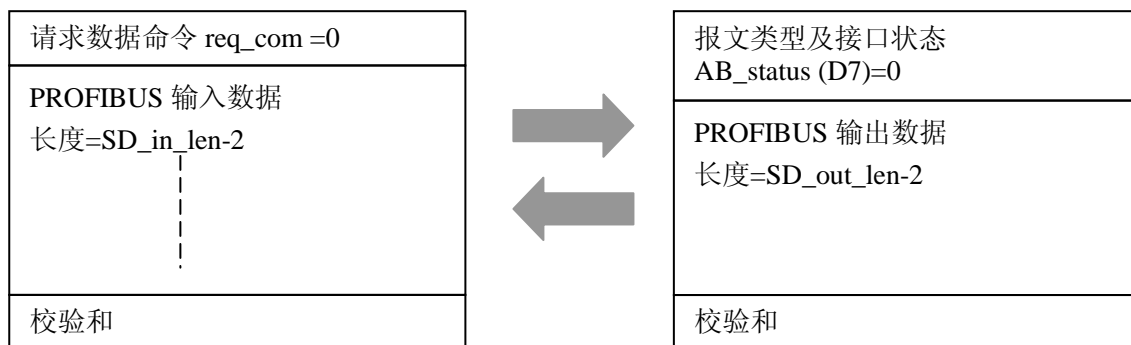 请求数据命令 req_com =0
PROFIBUS 输入数据
长度=SD_in_len-2
校验和
报文类型及接口状态
AB_status (D7)=0
PROFIBUS 输出数据
长度=SD_out_len-2
校验和